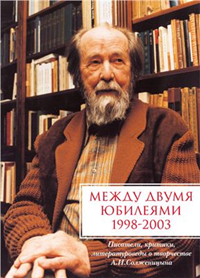 МЕЖДУ ДВУМЯ
ЮБИЛЕЯМИ
1998-2003
Писатели, критики,
литературоведы о творчестве
А.И.Солженицына